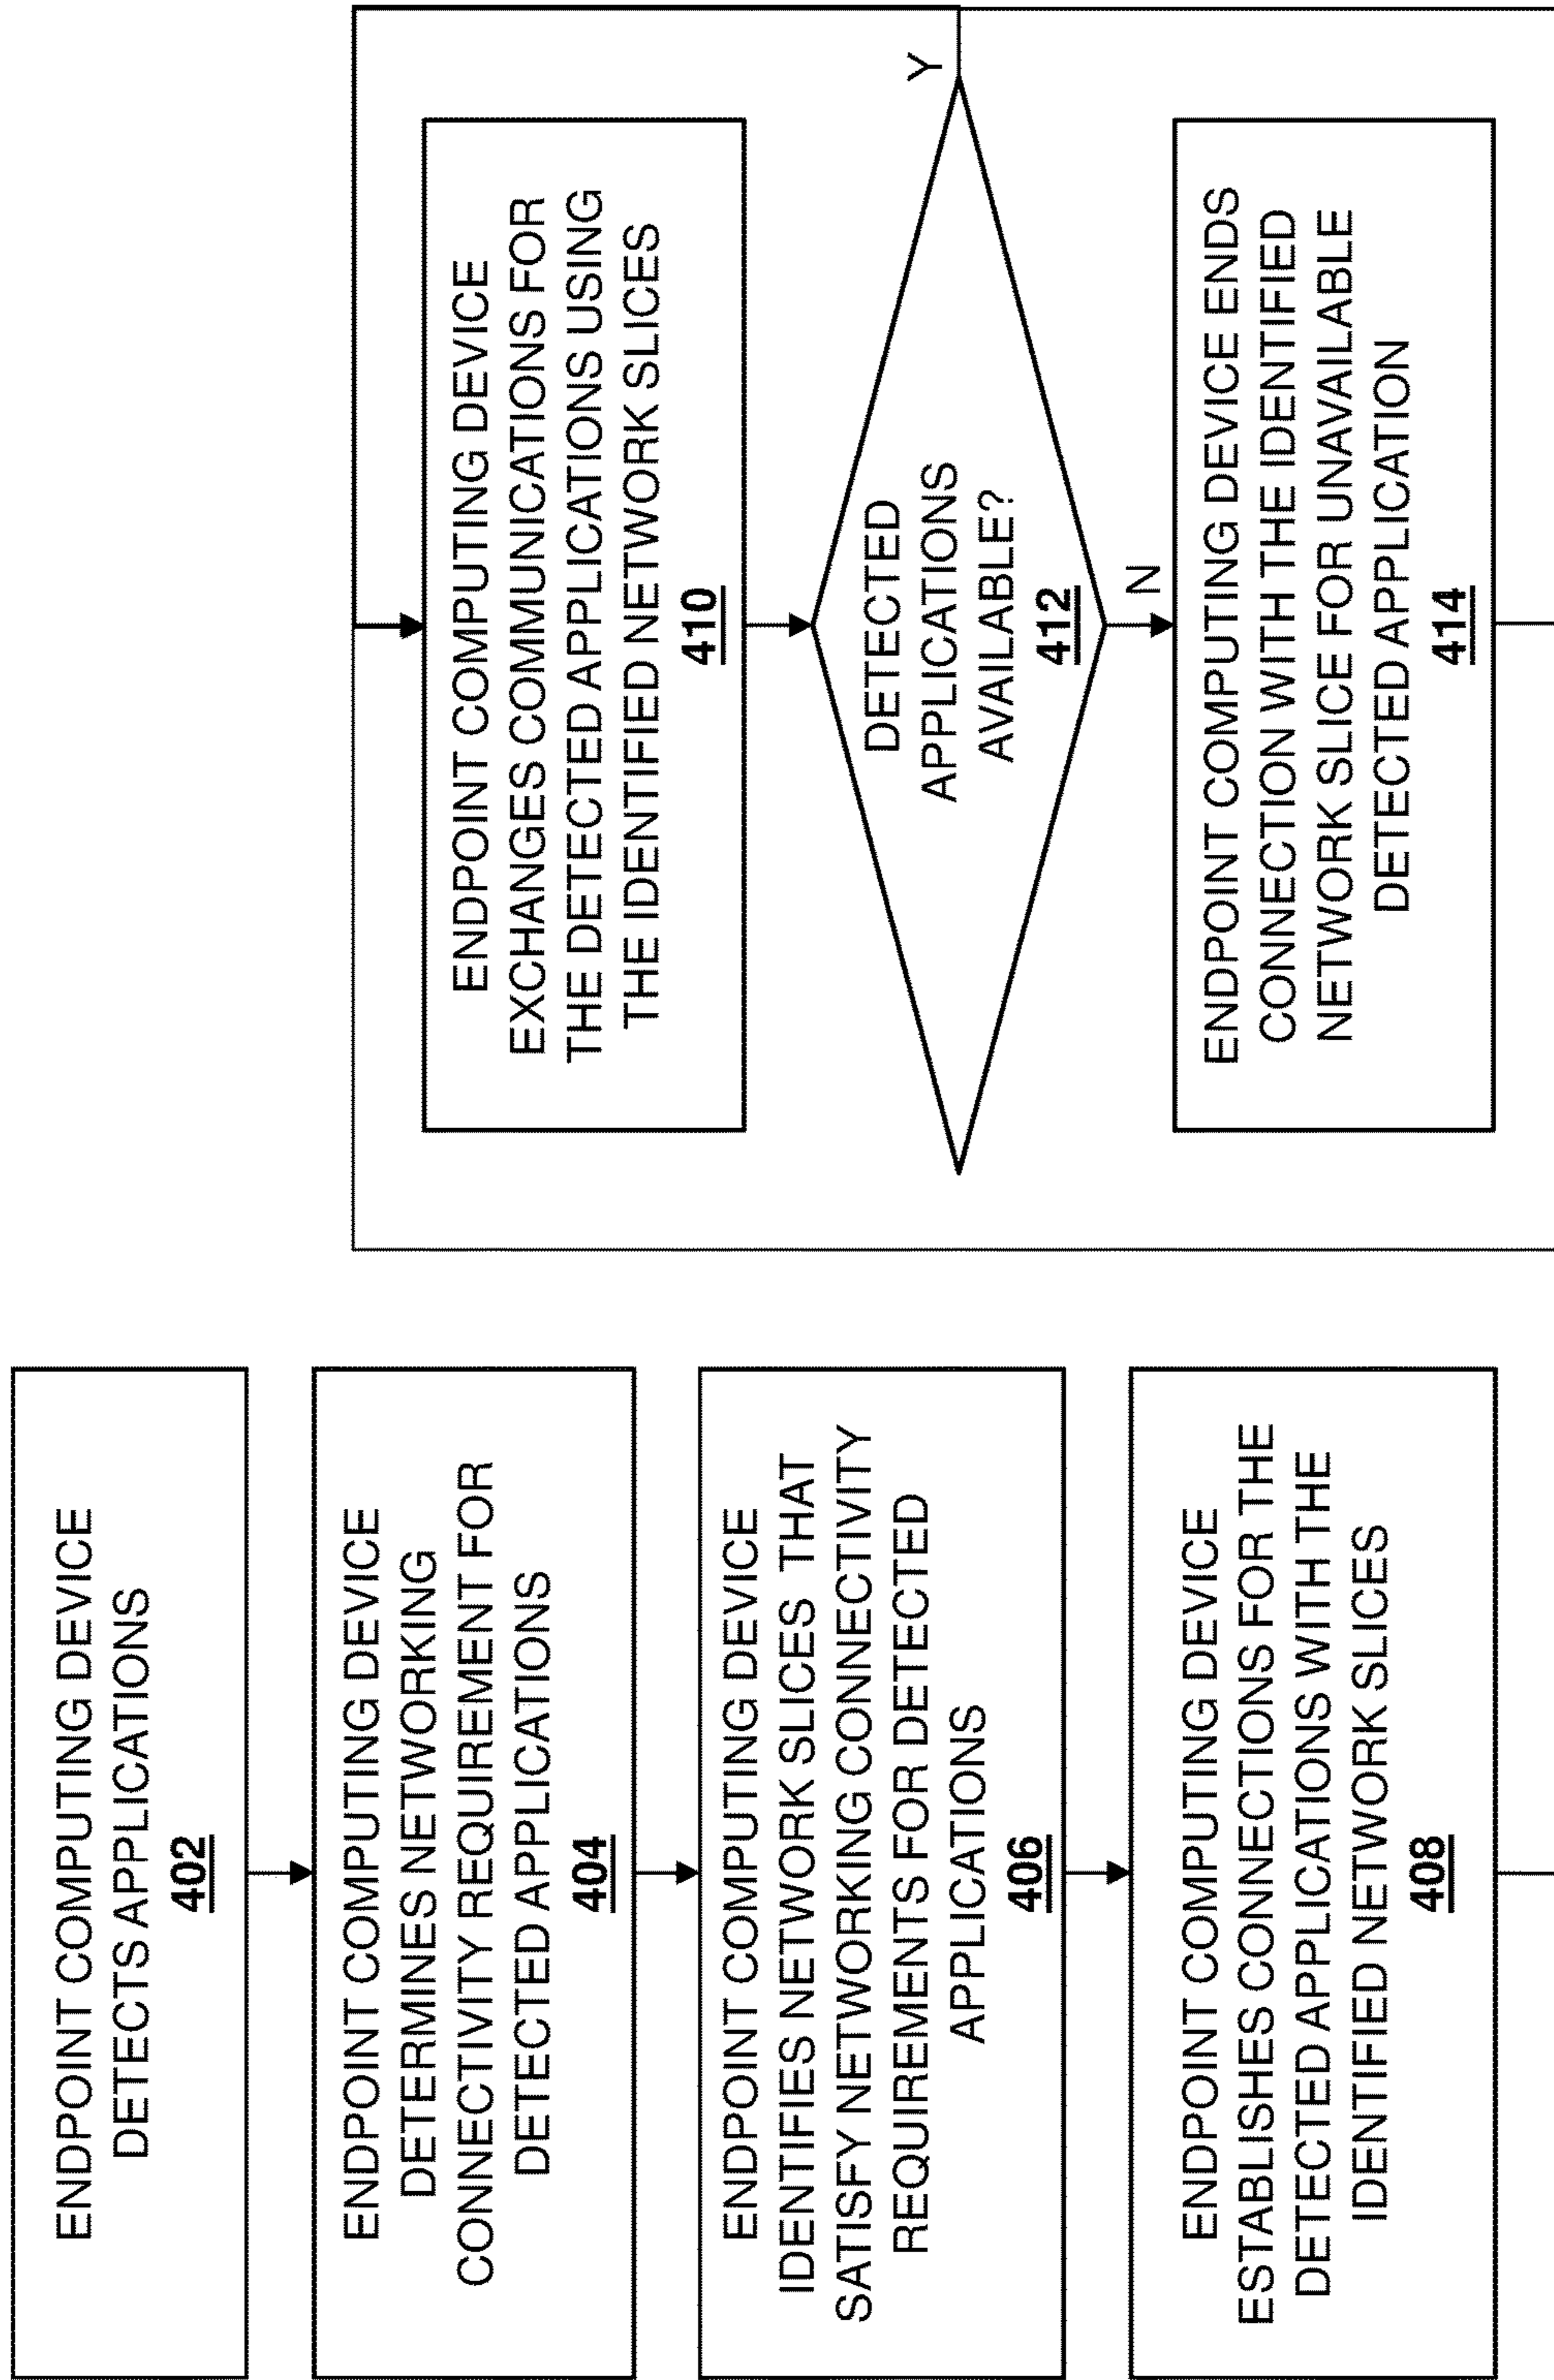 ENDPOINT COMPUTING DEVICE
DETECTS APPLICATIONS
402
ENDPOINT COMPUTING DEVICE
DETERMINES NETWORKING
CONNECTIVITY REQUIREMENT FOR
DETECTED APPLICATIONS
404
ENDPOINT COMPUTING DEVICE
IDENTIFIES NETWORK SLICES THAT
SATISFY NETWORKING CONNECTIVITY
REQUIREMENTS FOR DETECTED
APPLICATIONS
406
ENDPOINT COMPUTING DEVICE
ESTABLISHES CONNECTIONS FOR THE
DETECTED APPLICATIONS WITH THE
IDENTIFIED NETWORK SLICES
408
ENDPOINT COMPUTING DEVICE
EXCHANGES COMMUNICATIONS FOR
THE DETECTED APPLICATIONS USING
THE IDENTIFIED NETWORK SLICES
410
DETECTED
APPLICATIONS
AVAILABLE?
412
Y
N
ENDPOINT COMPUTING DEVICE ENDS
CONNECTION WITH THE IDENTIFIED
NETWORK SLICE FOR UNAVAILABLE
DETECTED APPLICATION
414